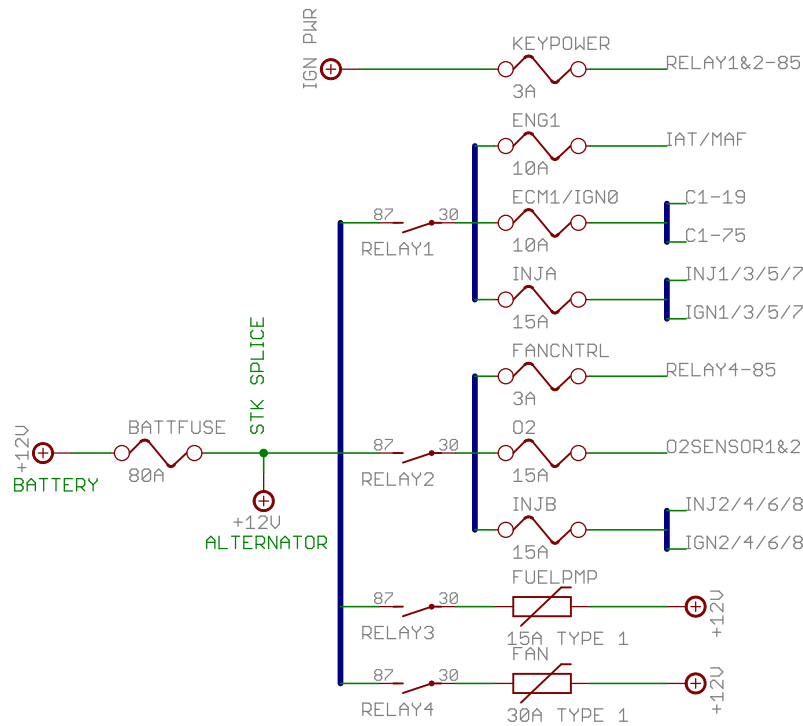 IGN PWR
KEYPOWER
3A
RELAY1&2-85
ENG1
10A
IAT/MAF
87 30
RELAY1
ECM1/IGN0
10A
C1-19
C1-75
INJA
15A
INJ1/3/5/7
IGN1/3/5/7
FANCNTRL
3A
RELAY4-85
STK SPLICE
+12V
BATTERY
BATTFUSE
80A
+12V
ALTERNATOR
87 30
RELAY2
O2
15A
O2SENSOR1&2
INJB
15A
INJ2/4/6/8
IGN2/4/6/8
87 30
RELAY3
FUELPMP
15A TYPE 1
+12V
87 30
RELAY4
FAN
30A TYPE 1
+12V